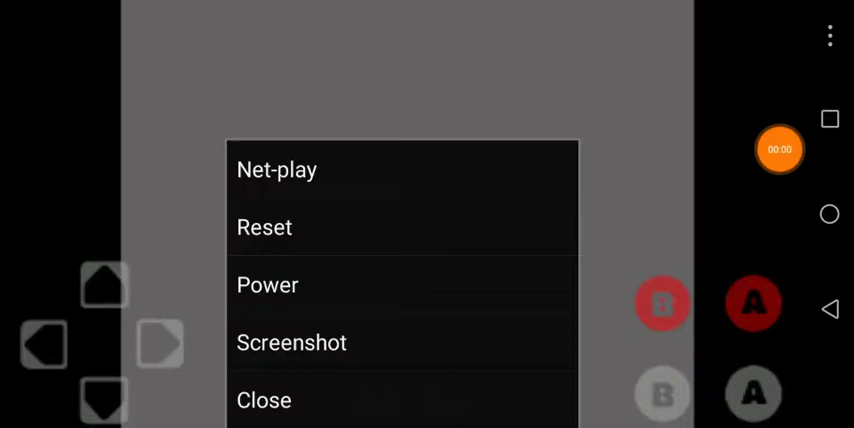 Net-play
00:00
Reset
Power
Screenshot
Close
B
A
B
A